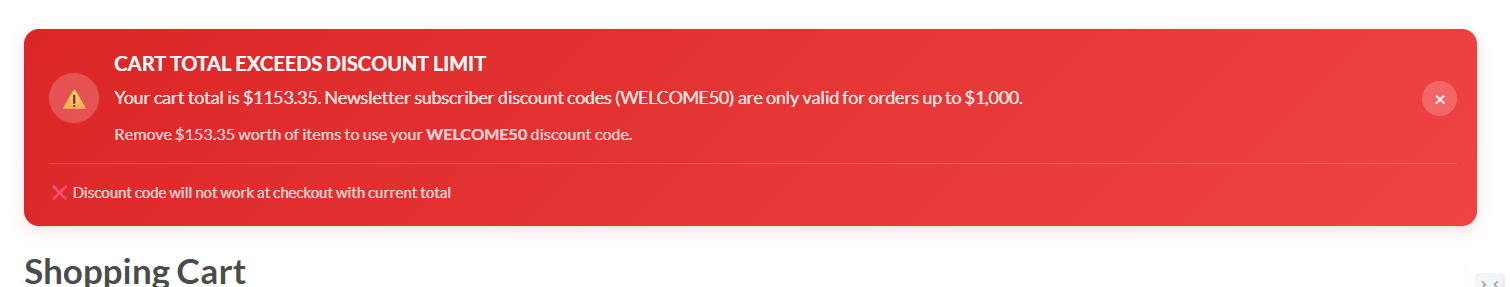 CART TOTAL EXCEEDS DISCOUNT LIMIT
Your cart total is $1153.35. Newsletter subscriber discount codes (WELCOME50) are only valid for orders up to $1,000.
Remove $153.35 worth of items to use your WELCOME50 discount code.
❌ Discount code will not work at checkout with current total
Shopping Cart